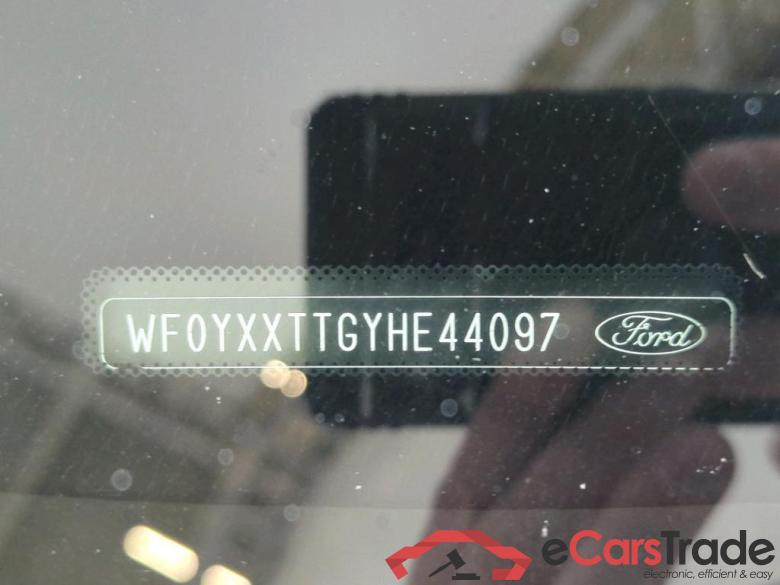 WF0YXXTTGYHE44097 Ford
eCarsTrade
electronic, efficient & easy